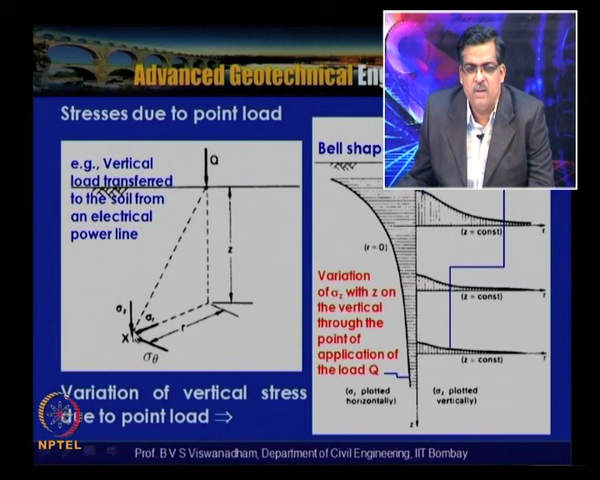 Advanced Geotechnical En
Stresses due to point load
e.g., Vertical
load transferred
to the soil from
an electrical
power line
Q
z
σz
σr
r
X
σθ
Bell shap
(r = 0)
r
(z = const)
r
(z = const)
r
(z = const)
Variation
of σz with z on
the vertical
through the
point of
application of
the load Q
(σz plotted
horizontally)
(σz plotted
vertically)
z
Variation of vertical stress
due to point load ⇒
NPTEL
Prof. B V S Viswanadham, Department of Civil Engineering, IIT Bombay